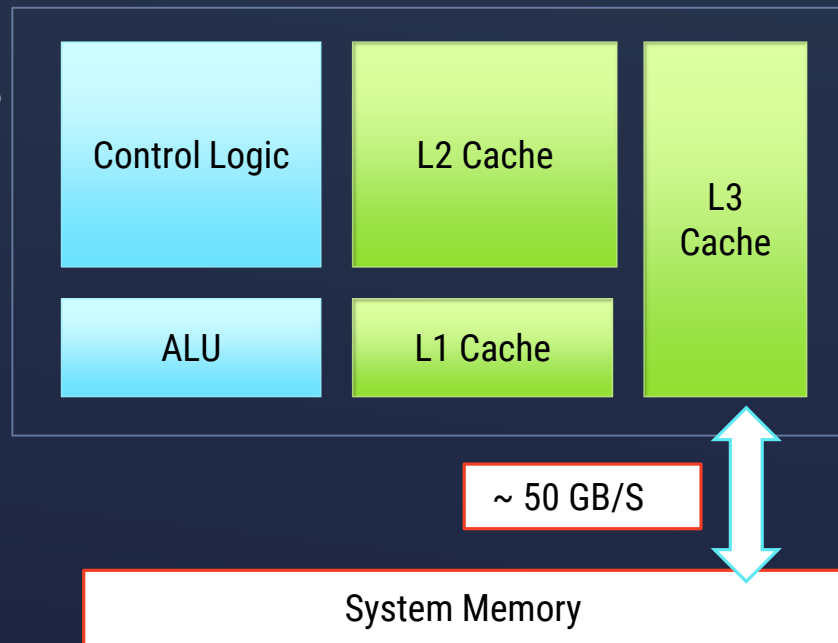 Control Logic
L2 Cache
L3
Cache
ALU
L1 Cache
~ 50 GB/S
System Memory